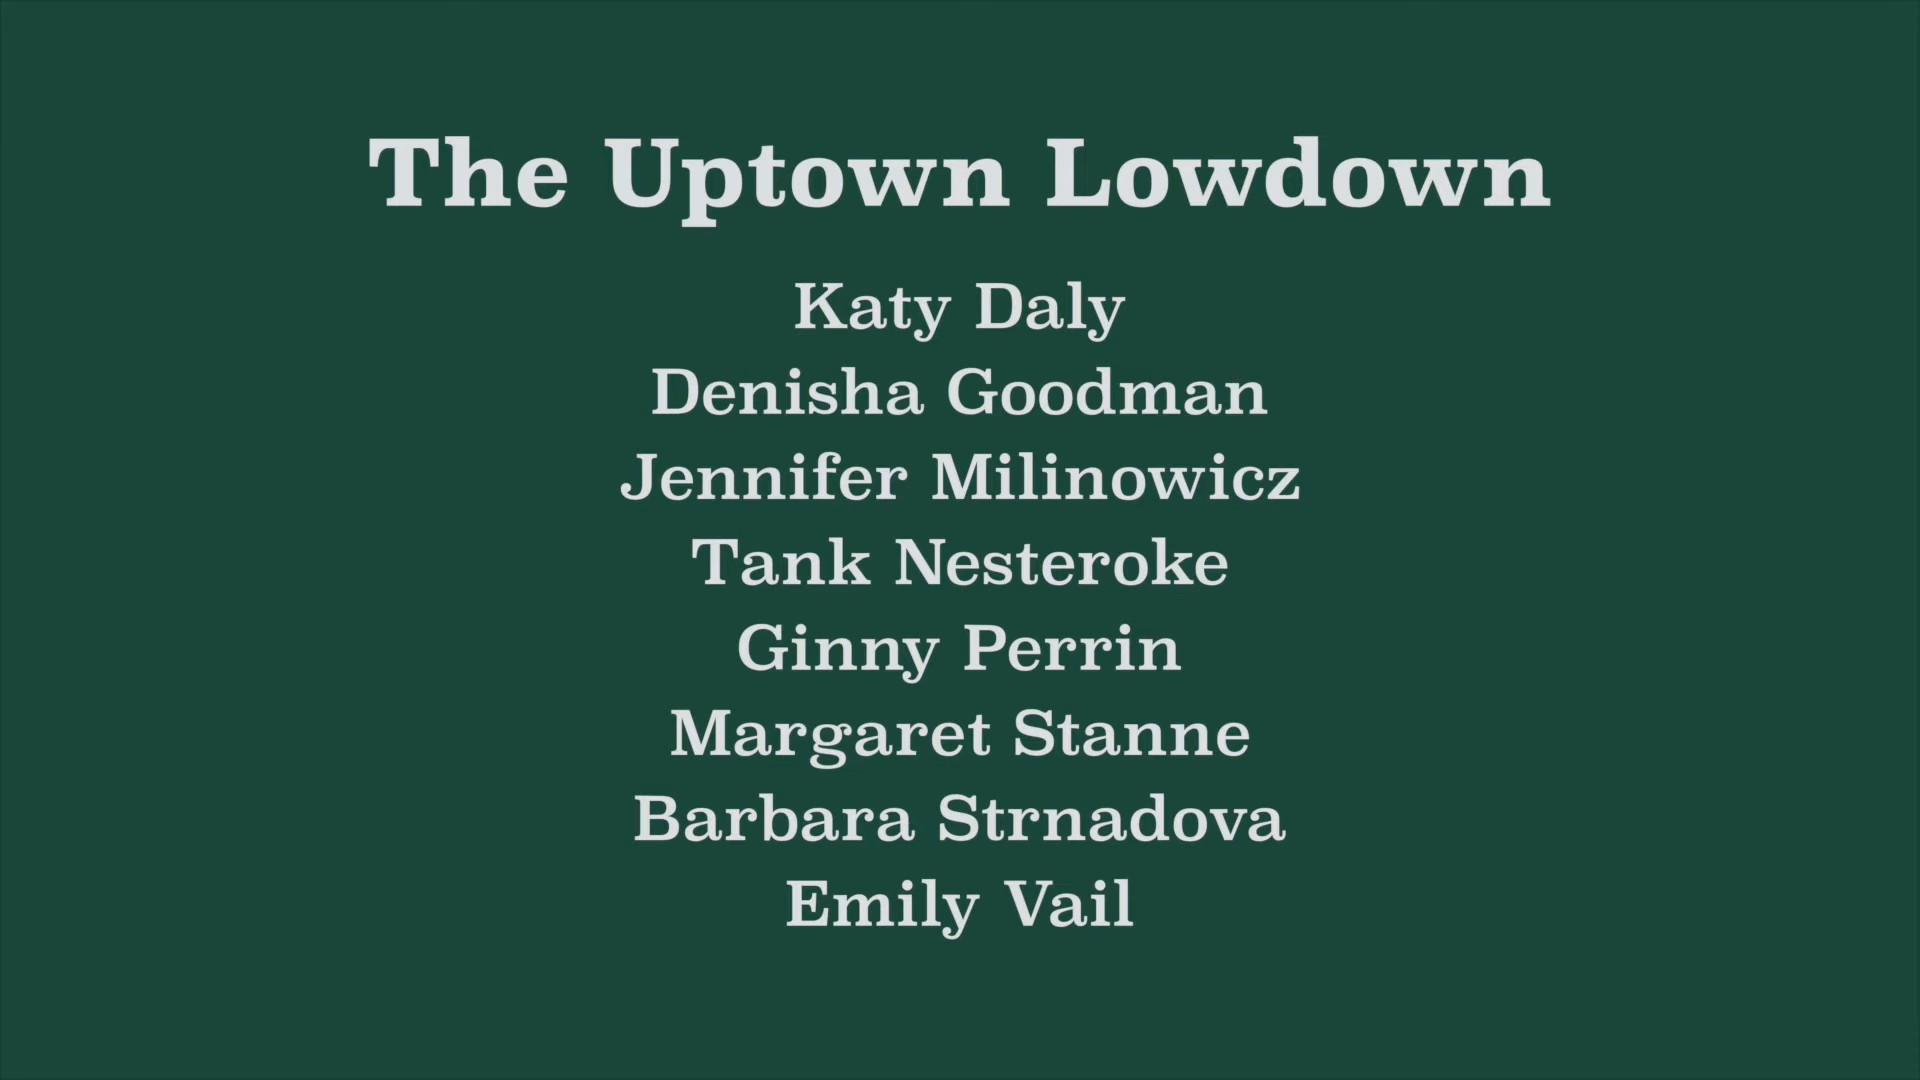 The Uptown Lowdown
Katy Daly
Denisha Goodman
Jennifer Milinowicz
Tank Nesteroke
Ginny Perrin
Margaret Stanne
Barbara Strnadova
Emily Vail